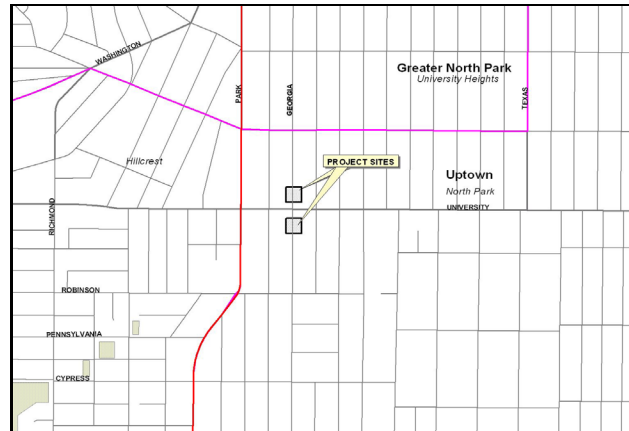 WASHINGTON
Greater North Park
University Heights
PARK
GEORGIA
TEXAS
Hillcrest
PROJECT SITES
Uptown
North Park
UNIVERSITY
RICHMOND
ROBINSON
PENNSYLVANIA
CYPRESS